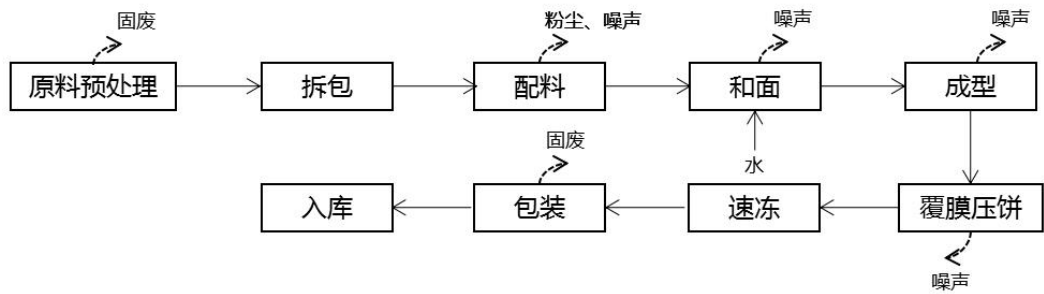 固废
粉尘、噪声
噪声
噪声
原料预处理
拆包
配料
和面
成型
固废
水
入库
包装
速冻
覆膜压饼
噪声